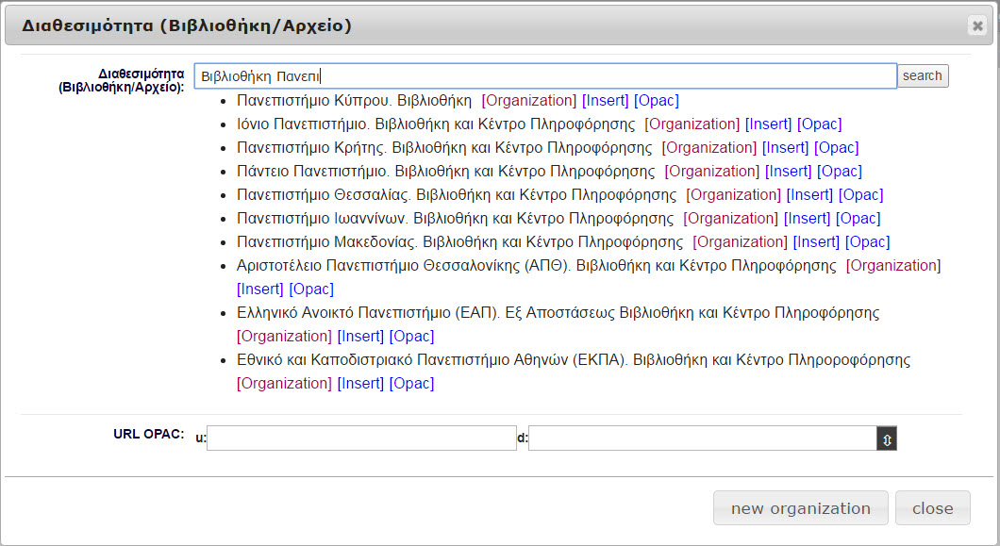 Διαθεσιμότητα (Βιβλιοθήκη/Αρχείο)
Διαθεσιμότητα
(Βιβλιοθήκη/Αρχείο):
Βιβλιοθήκη Πανεπι
search
• Πανεπιστήμιο Κύπρου. Βιβλιοθήκη [Organization] [Insert] [Opac]
• Ιόνιο Πανεπιστήμιο. Βιβλιοθήκη και Κέντρο Πληροφόρησης [Organization] [Insert] [Opac]
• Πανεπιστήμιο Κρήτης. Βιβλιοθήκη και Κέντρο Πληροφόρησης [Organization] [Insert] [Opac]
• Πάντειο Πανεπιστήμιο. Βιβλιοθήκη και Κέντρο Πληροφόρησης [Organization] [Insert] [Opac]
• Πανεπιστήμιο Θεσσαλίας. Βιβλιοθήκη και Κέντρο Πληροφόρησης [Organization] [Insert] [Opac]
• Πανεπιστήμιο Ιωαννίνων. Βιβλιοθήκη και Κέντρο Πληροφόρησης [Organization] [Insert] [Opac]
• Πανεπιστήμιο Μακεδονίας. Βιβλιοθήκη και Κέντρο Πληροφόρησης [Organization] [Insert] [Opac]
• Αριστοτέλειο Πανεπιστήμιο Θεσσαλονίκης (ΑΠΘ). Βιβλιοθήκη και Κέντρο Πληροφόρησης [Organization]
[Insert] [Opac]
• Ελληνικό Ανοικτό Πανεπιστήμιο (ΕΑΠ). Εξ Αποστάσεως Βιβλιοθήκη και Κέντρο Πληροφόρησης
[Organization] [Insert] [Opac]
• Εθνικό και Καποδιστριακό Πανεπιστήμιο Αθηνών (ΕΚΠΑ). Βιβλιοθήκη και Κέντρο Πληροροφόρησης
[Organization] [Insert] [Opac]
URL OPAC: u: d:
new organization
close